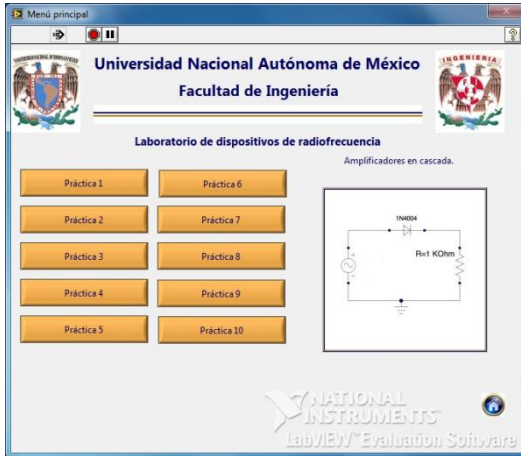 Menú principal
Universidad Nacional Autónoma de México
Facultad de Ingeniería
INGENIERIA
Laboratorio de dispositivos de radiofrecuencia
Amplificadores en cascada.
Práctica 1
Práctica 6
Práctica 2
Práctica 7
Práctica 3
Práctica 8
Práctica 4
Práctica 9
Práctica 5
Práctica 10
1N4004
R=1 KOhm
NATIONAL
INSTRUMENTS
LabVIEW Evaluation Software